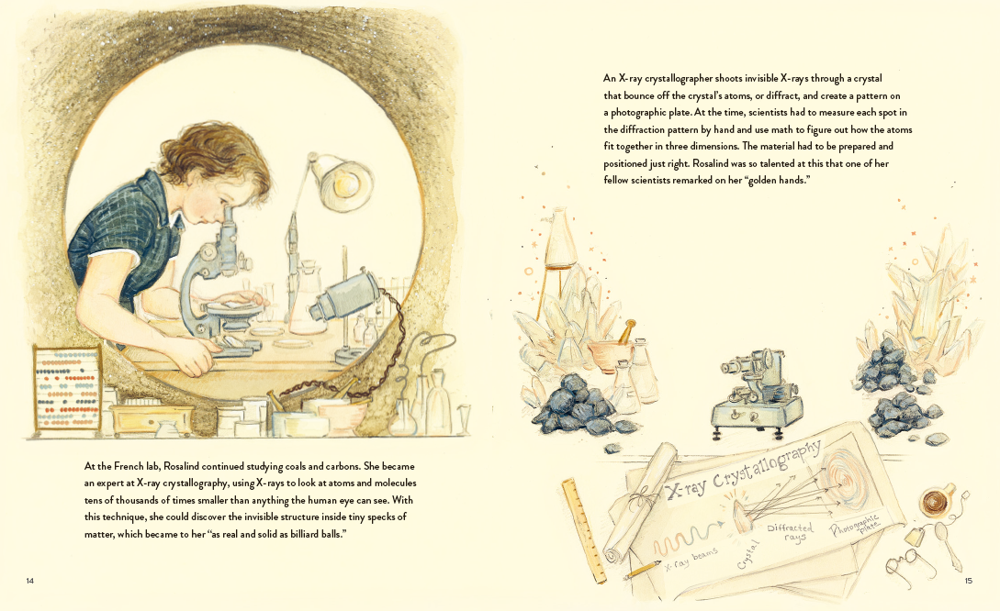 At the French lab, Rosalind continued studying coals and carbons. She became
an expert at X-ray crystallography, using X-rays to look at atoms and molecules
tens of thousands of times smaller than anything the human eye can see. With
this technique, she could discover the invisible structure inside tiny specks of
matter, which became to her “as real and solid as billiard balls.”
14
An X-ray crystallographer shoots invisible X-rays through a crystal
that bounce off the crystal’s atoms, or diffract, and create a pattern on
a photographic plate. At the time, scientists had to measure each spot in
the diffraction pattern by hand and use math to figure out how the atoms
fit together in three dimensions. The material had to be prepared and
positioned just right. Rosalind was so talented at this that one of her
fellow scientists remarked on her “golden hands.”
X-ray Crystallography
X-ray beams
Crystal
Diffracted
rays
Photographic
plate
15